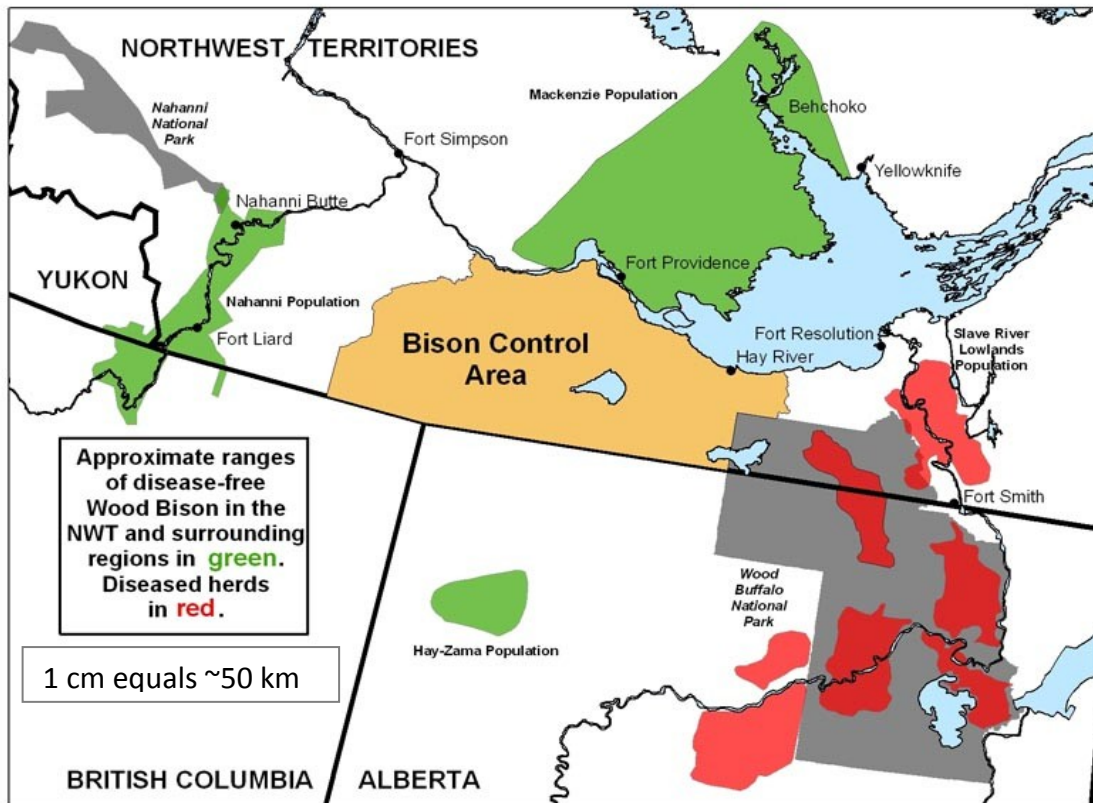 NORTHWEST TERRITORIES
Nahanni
National
Park
Mackenzie Population
Behchoko
Fort Simpson
Yellowknife
Nahanni Butte
YUKON
Nahanni Population
Fort Providence
Fort Liard
Bison Control
Area
Fort Resolution
Hay River
Slave River
Lowlands
Population
Approximate ranges
of disease-free
Wood Bison in the
NWT and surrounding
regions in green.
Diseased herds
in red.
Fort Smith
Wood
Buffalo
National
Park
Hay-Zama Population
1 cm equals ~50 km
BRITISH COLUMBIA
ALBERTA